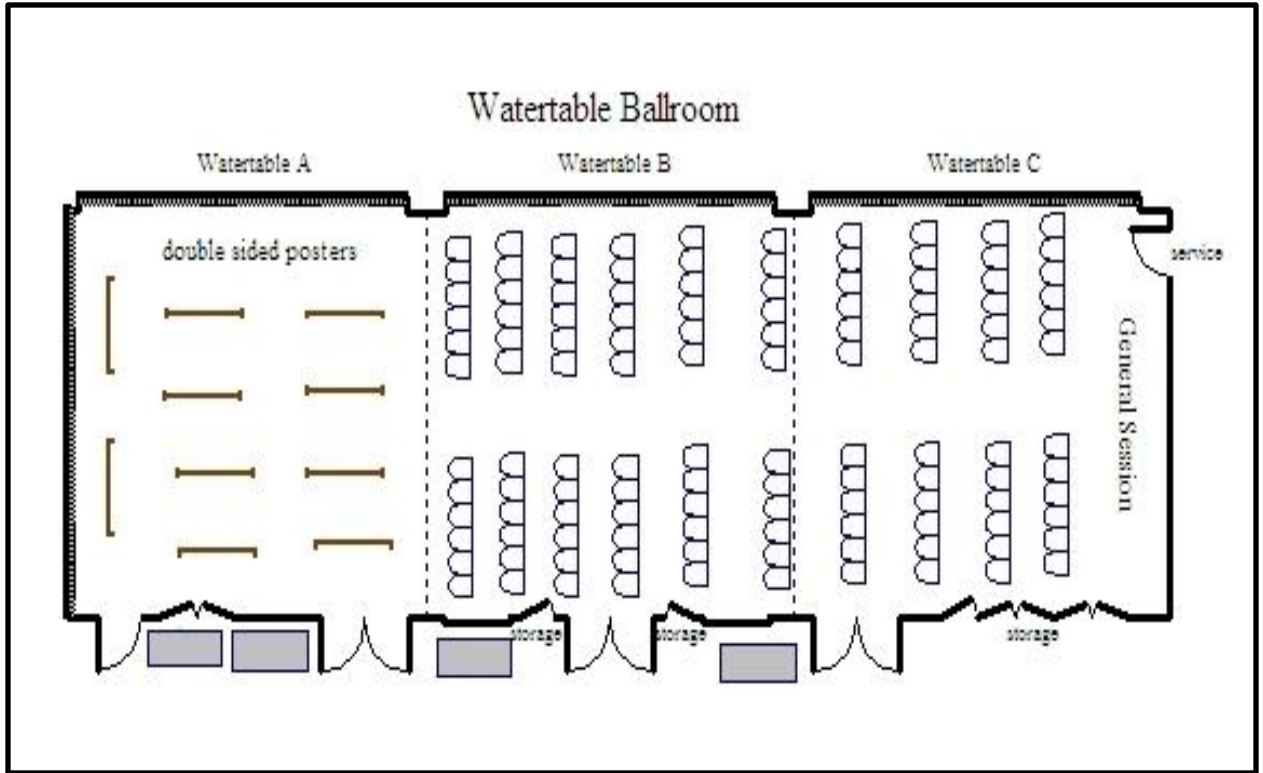 Watertable Ballroom
Watertable A
Watertable B
Watertable C
double sided posters
service
General Session
storage
storage
storage